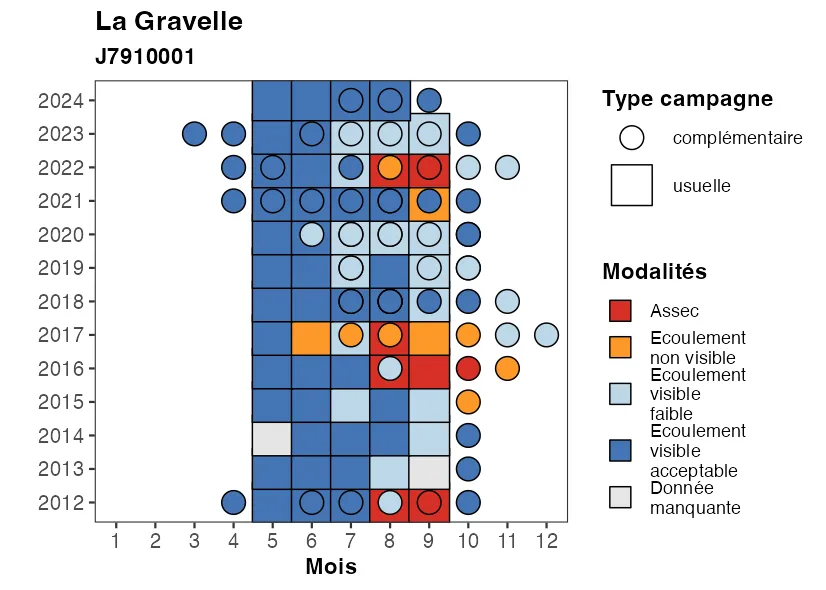 La Gravelle
J7910001
2024
2023
2022
2021
2020
2019
2018
2017
2016
2015
2014
2013
2012
1 2 3 4 5 6 7 8 9 10 11 12
Mois
Type campagne
complémentaire
usuelle
Modalités
Assec
Ecoulement
non visible
Ecoulement
visible
faible
Ecoulement
visible
acceptable
Donnée
manquante